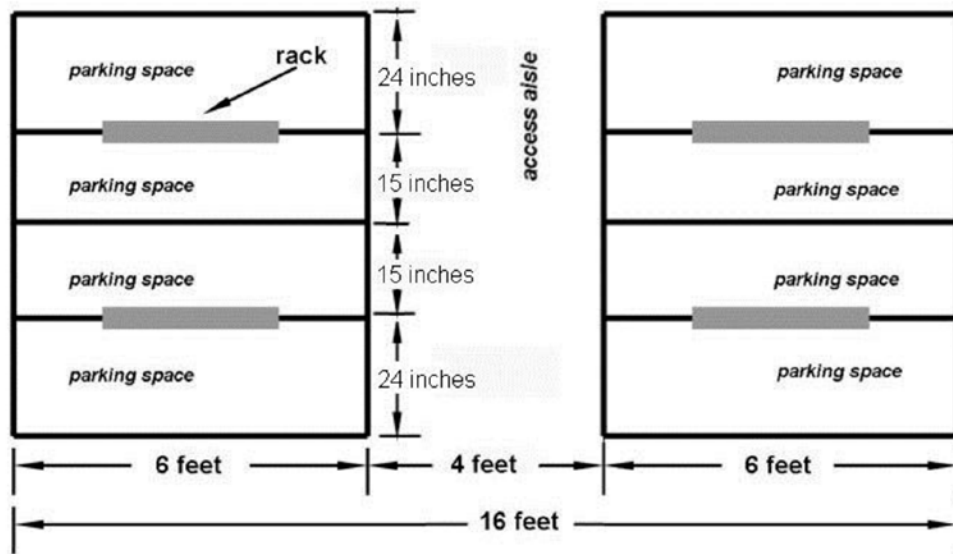 parking space
rack
24 inches
access aisle
parking space
parking space
15 inches
parking space
parking space
15 inches
parking space
parking space
24 inches
parking space
6 feet
4 feet
6 feet
16 feet